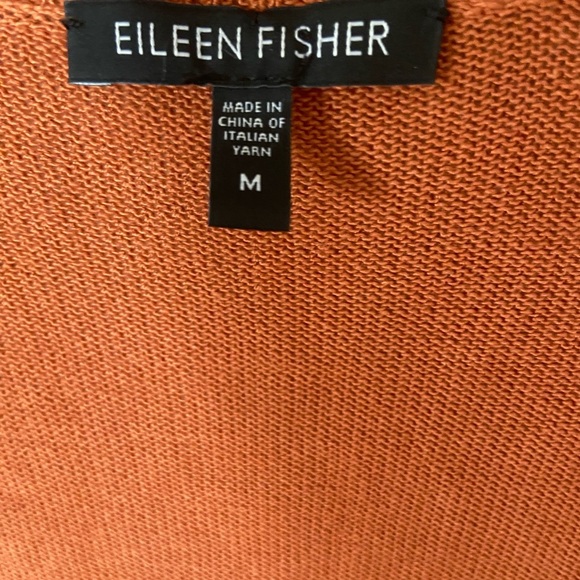 EILEEN FISHER
MADE IN
CHINA OF
ITALIAN
YARN
M